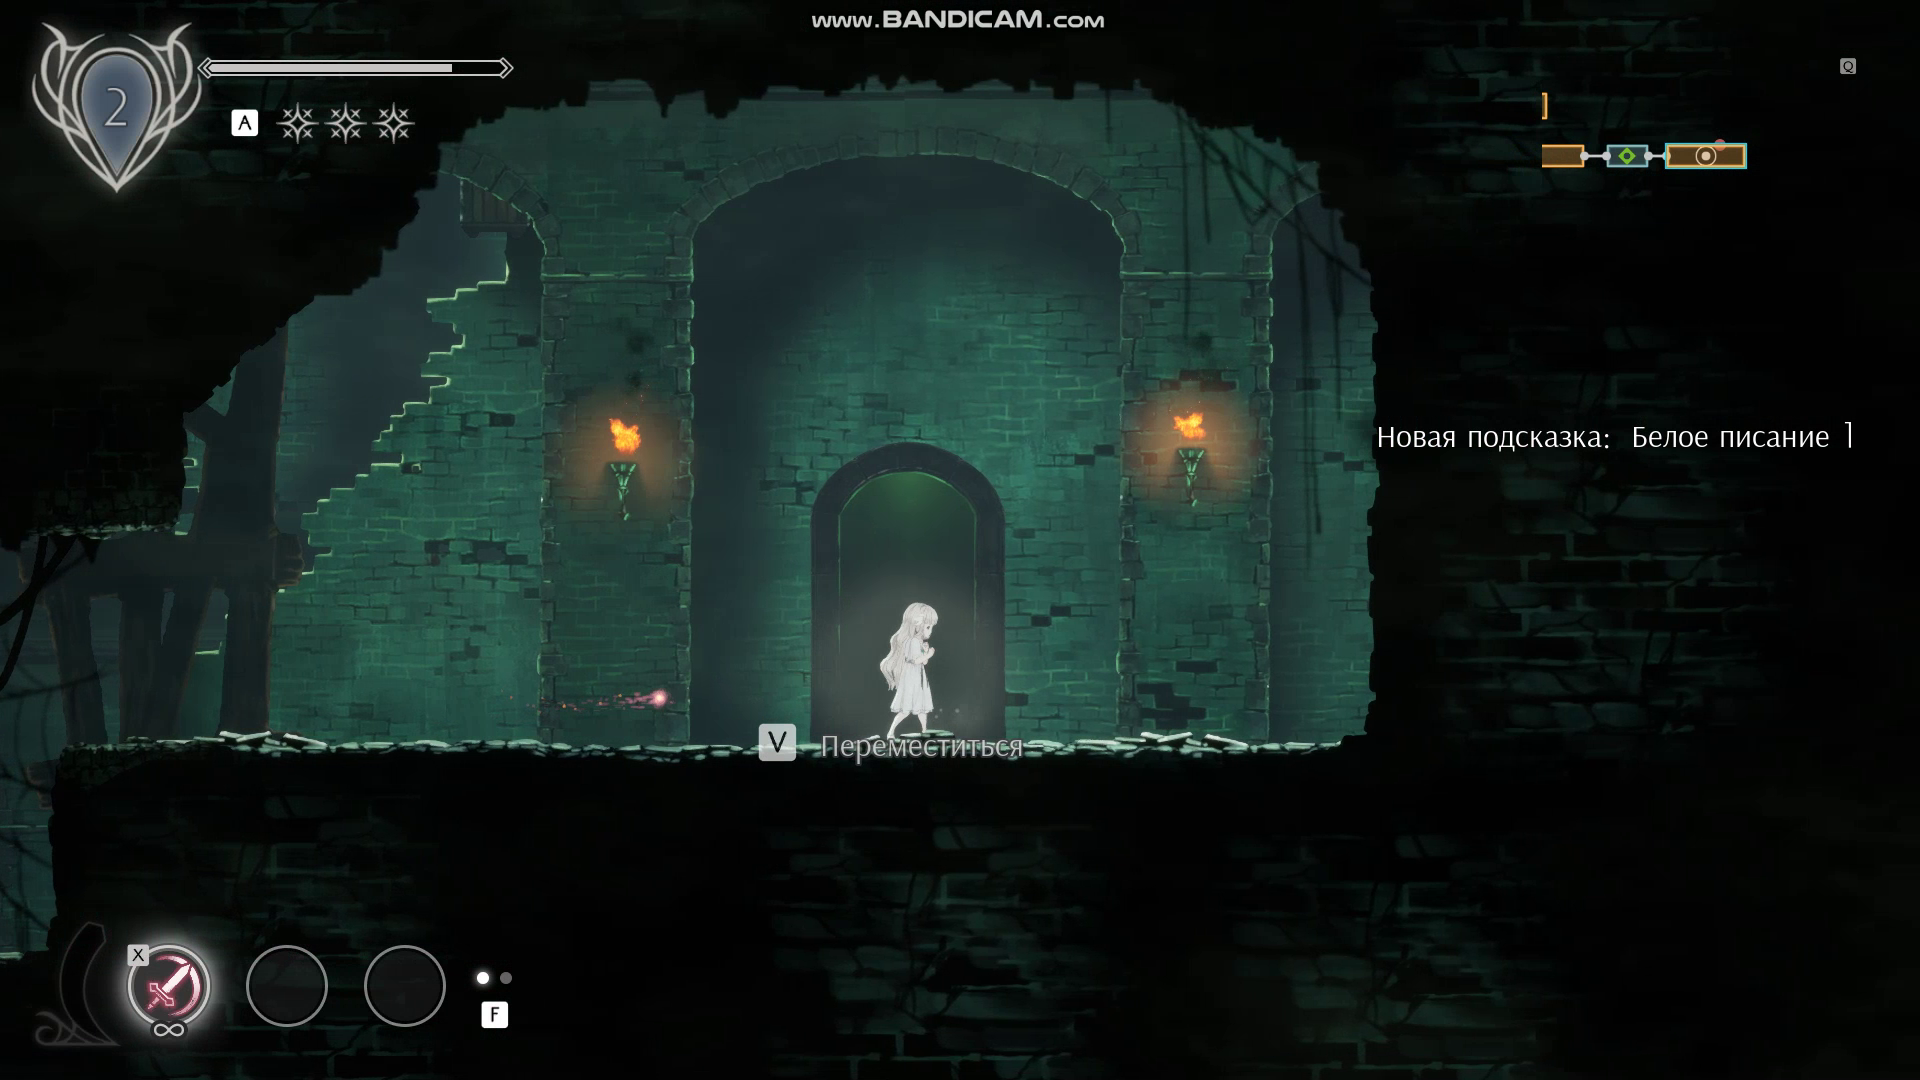 www.BANDICAM.com
Q
2
A
Новая подсказка: Белое писание 1
V Переместиться
X
F